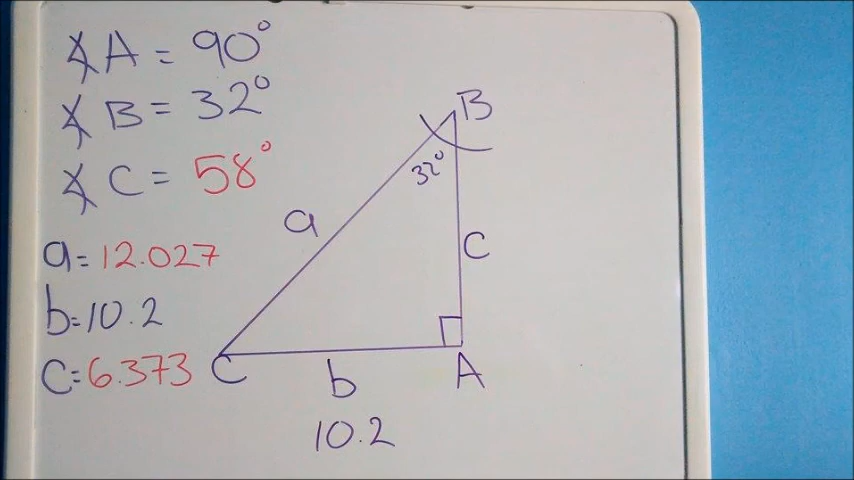 ∡A = 90°
∡B = 32°
∡C = 58°
a = 12.027
b = 10.2
c = 6.373
B
32°
a
c
C
b
A
10.2